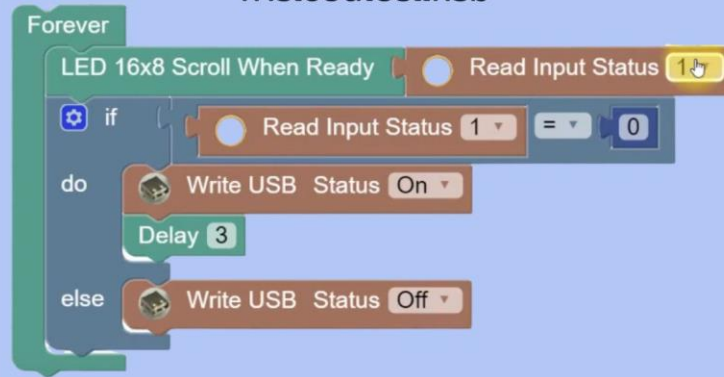 Forever
LED 16x8 Scroll When Ready Read Input Status 1
if Read Input Status 1 = 0
do Write USB Status On
Delay 3
else Write USB Status Off